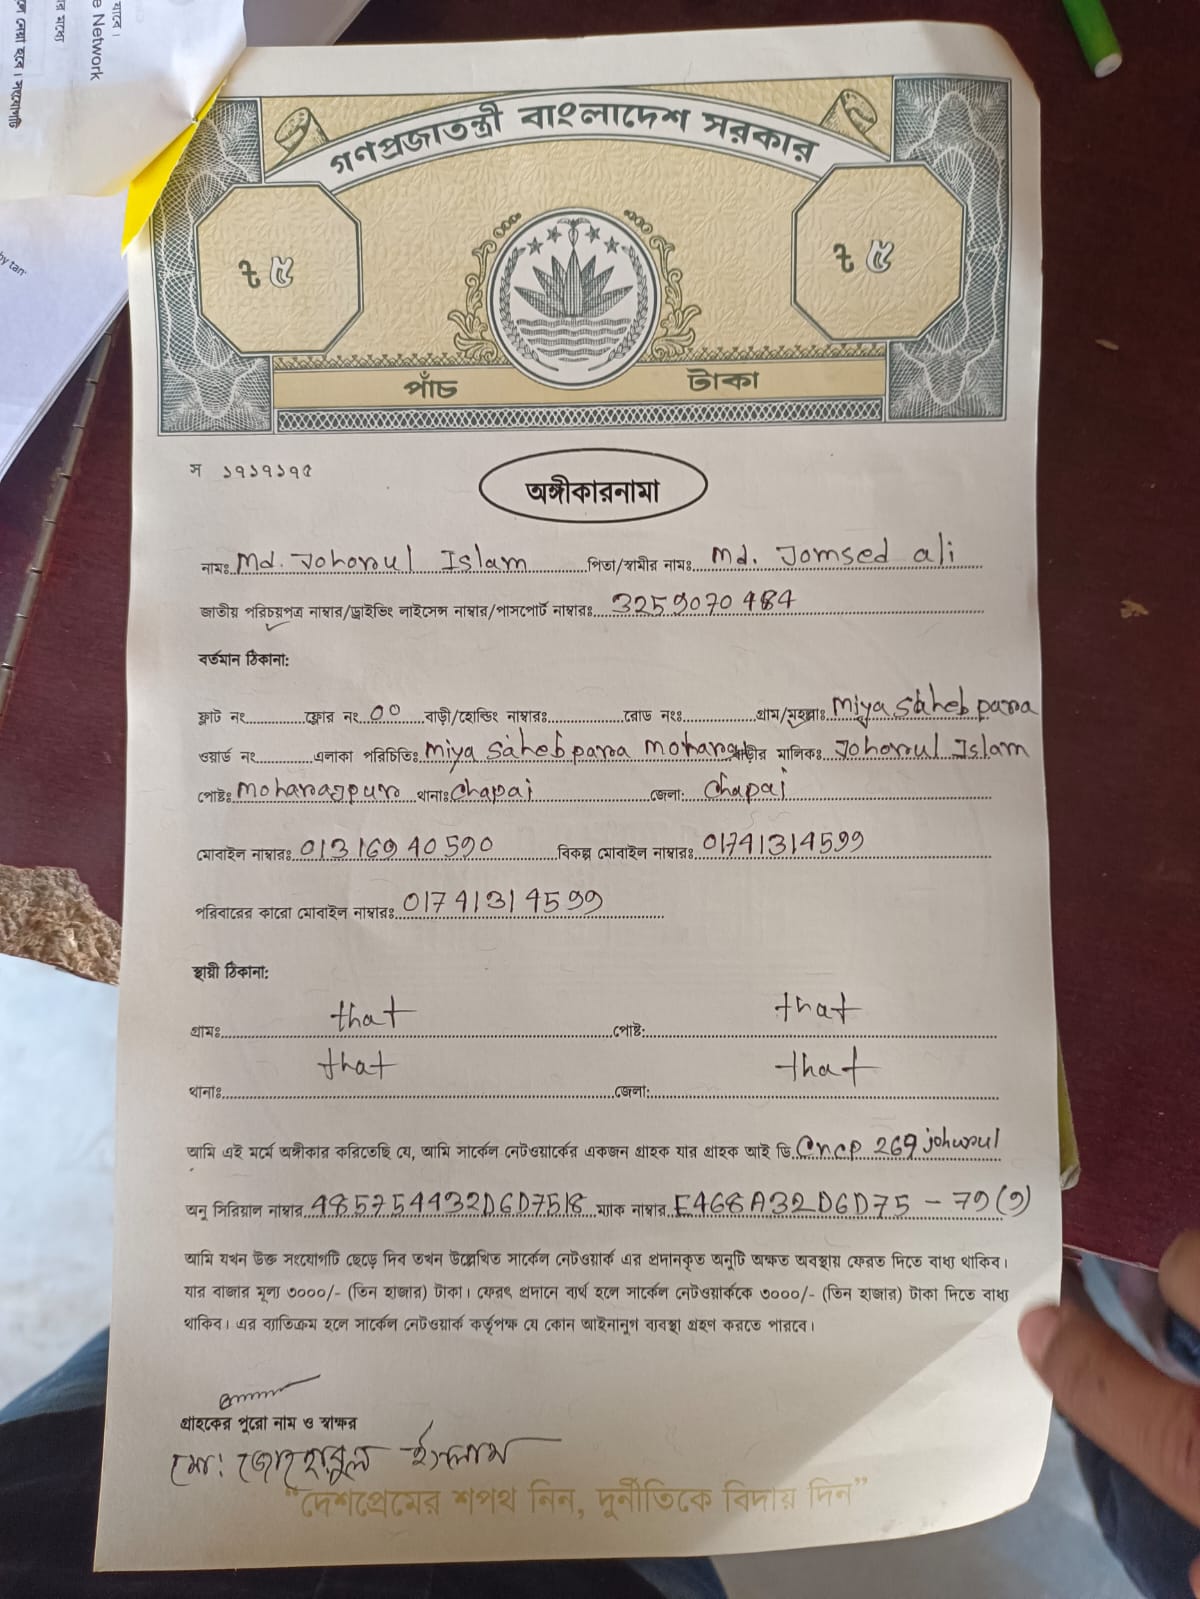 যাবে।
e Network
র মধ্যে
by tan
গণপ্রজাতন্ত্রী বাংলাদেশ সরকার
৳ ৫ ৳ ৫
পাঁচ টাকা
স ১৭১৭১৭৫
অঙ্গীকারনামা
নামঃ Md. Johorul Islam পিতা/স্বামীর নামঃ Md. Jomsed ali
জাতীয় পরিচয়পত্র নাম্বার/ড্রাইভিং লাইসেন্স নাম্বার/পাসপোর্ট নাম্বারঃ 3259070484
বর্তমান ঠিকানা:
ফ্লাট নং ফ্লোর নং 00 বাড়ী/হোল্ডিং নাম্বারঃ রোড নংঃ গ্রাম/মহল্লাঃ Miya Saheb para
ওয়ার্ড নং এলাকা পরিচিতিঃ Miya Saheb para বাড়ীর মালিকঃ Johorul Islam
পোষ্টঃ Moharajpur থানাঃ Chapai জেলা: Chapai
মোবাইল নাম্বারঃ 01316940590 বিকল্প মোবাইল নাম্বারঃ 01741314599
পরিবারের কারো মোবাইল নাম্বারঃ 01741314599
স্থায়ী ঠিকানা:
গ্রামঃ that পোষ্ট: that
থানাঃ that জেলা: that
আমি এই মর্মে অঙ্গীকার করিতেছি যে, আমি সার্কেল নেটওয়ার্কের একজন গ্রাহক যার গ্রাহক আই ডি Cncp 269 johurul
অনু সিরিয়াল নাম্বার 485754432D6D7518 ম্যাক নাম্বার E468A32D6D75 - 79(9)
আমি যখন উক্ত সংযোগটি ছেড়ে দিব তখন উল্লেখিত সার্কেল নেটওয়ার্ক এর প্রদানকৃত অনুটি অক্ষত অবস্থায় ফেরত দিতে বাধ্য থাকিব।
যার বাজার মূল্য ৩০০০/- (তিন হাজার) টাকা। ফেরৎ প্রদানে ব্যর্থ হলে সার্কেল নেটওয়ার্ককে ৩০০০/- (তিন হাজার) টাকা দিতে বাধ্য
থাকিব। এর ব্যাতিক্রম হলে সার্কেল নেটওয়ার্ক কর্তৃপক্ষ যে কোন আইনানুগ ব্যবস্থা গ্রহণ করতে পারবে।
গ্রাহকের পুরো নাম ও স্বাক্ষর
মো: জোহরুল ইসলাম
“দেশপ্রেমের শপথ নিন, দুর্নীতিকে বিদায় দিন”